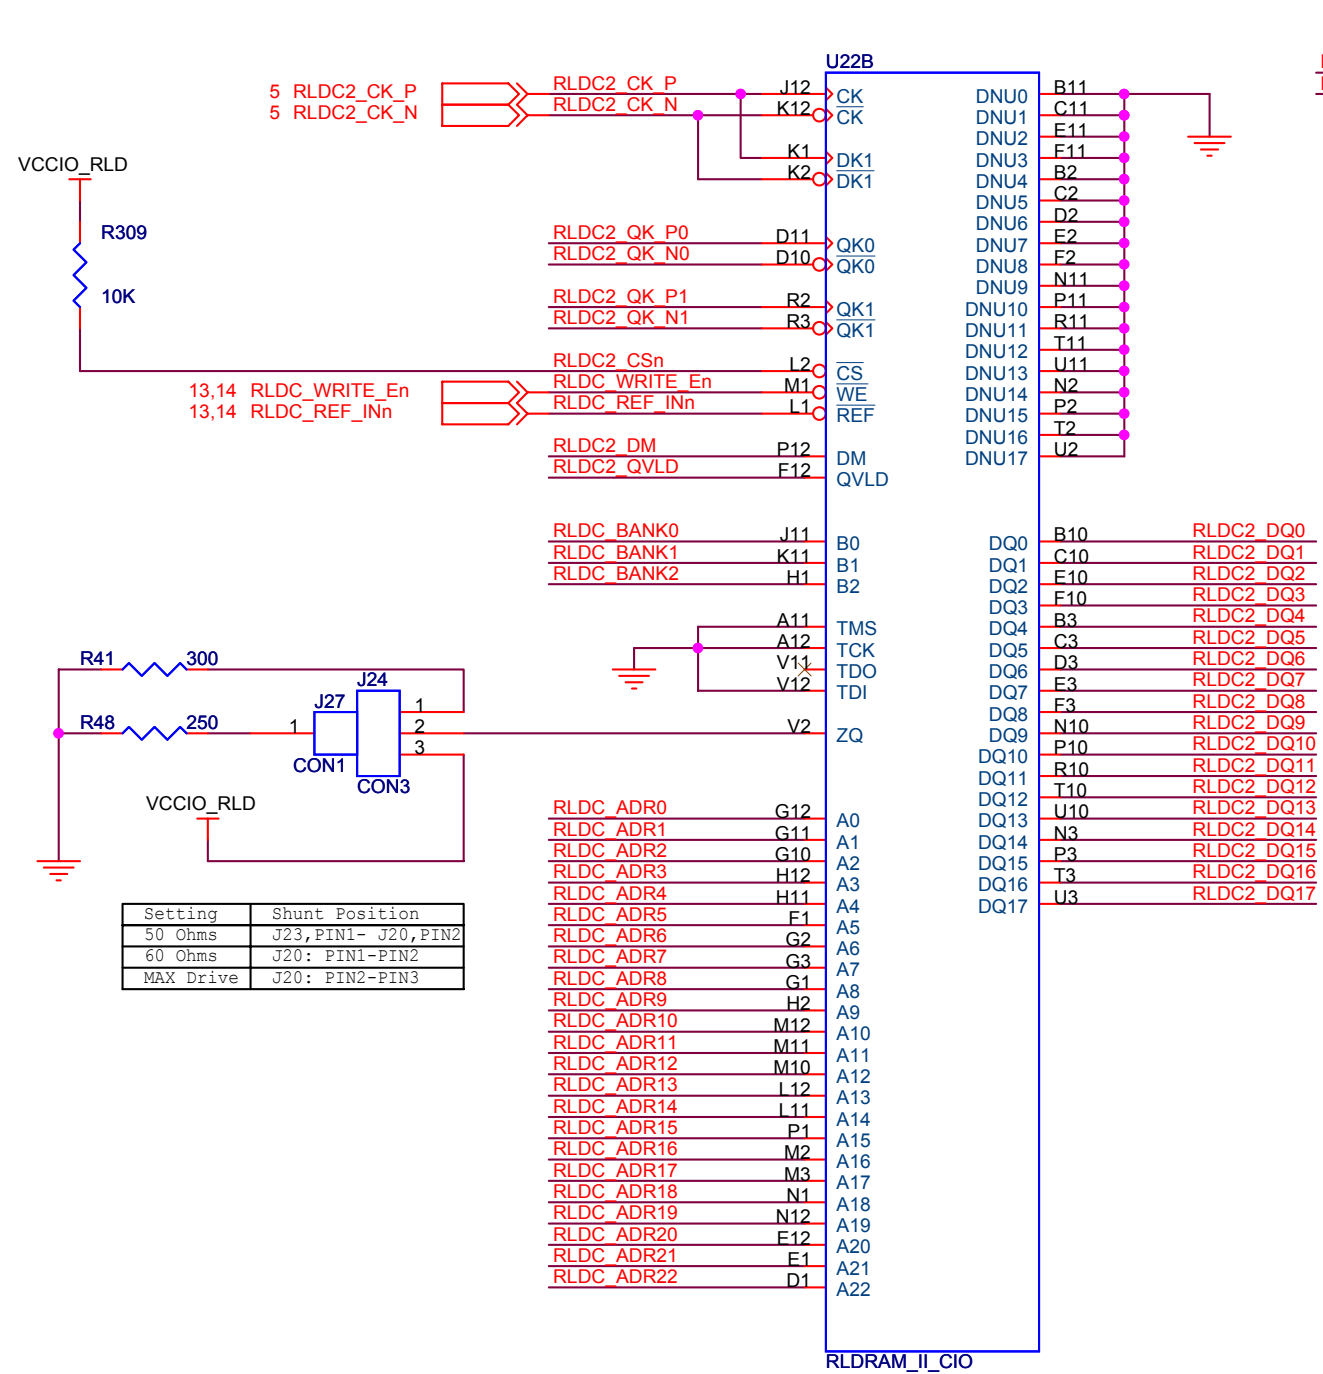 U22B
5 RLDC2_CK_P
5 RLDC2_CK_N
RLDC2_CK_P J12 CK
RLDC2_CK_N K12 CK
K1 DK1
K2 DK1
VCCIO_RLD
R309
10K
RLDC2_QK_P0 D11 QK0
RLDC2_QK_N0 D10 QK0
RLDC2_QK_P1 R2 QK1
RLDC2_QK_N1 R3 QK1
RLDC2_CSn L2 CS
13,14 RLDC_WRITE_En RLDC_WRITE_En M1 WE
13,14 RLDC_REF_INn RLDC_REF_INn L1 REF
RLDC2_DM P12 DM
RLDC2_QVLD F12 QVLD
RLDC_BANK0 J11 B0
RLDC_BANK1 K11 B1
RLDC_BANK2 H1 B2
A11 TMS
A12 TCK
V11 TDO
V12 TDI
V2 ZQ
R41 300
J24
J27 1
R48 250 1 2
3
CON1
CON3
VCCIO_RLD
Setting Shunt Position
50 Ohms J23,PIN1- J20,PIN2
60 Ohms J20: PIN1-PIN2
MAX Drive J20: PIN2-PIN3
RLDC_ADR0 G12 A0
RLDC_ADR1 G11 A1
RLDC_ADR2 G10 A2
RLDC_ADR3 H12 A3
RLDC_ADR4 H11 A4
RLDC_ADR5 F1 A5
RLDC_ADR6 G2 A6
RLDC_ADR7 G3 A7
RLDC_ADR8 G1 A8
RLDC_ADR9 H2 A9
RLDC_ADR10 M12 A10
RLDC_ADR11 M11 A11
RLDC_ADR12 M10 A12
RLDC_ADR13 L12 A13
RLDC_ADR14 L11 A14
RLDC_ADR15 P1 A15
RLDC_ADR16 M2 A16
RLDC_ADR17 M3 A17
RLDC_ADR18 N1 A18
RLDC_ADR19 N12 A19
RLDC_ADR20 E12 A20
RLDC_ADR21 E1 A21
RLDC_ADR22 D1 A22
DNU0 B11
DNU1 C11
DNU2 E11
DNU3 F11
DNU4 B2
DNU5 C2
DNU6 D2
DNU7 E2
DNU8 F2
DNU9 N11
DNU10 P11
DNU11 R11
DNU12 T11
DNU13 U11
DNU14 N2
DNU15 P2
DNU16 T2
DNU17 U2
DQ0 B10 RLDC2_DQ0
DQ1 C10 RLDC2_DQ1
DQ2 E10 RLDC2_DQ2
DQ3 F10 RLDC2_DQ3
DQ4 B3 RLDC2_DQ4
DQ5 C3 RLDC2_DQ5
DQ6 D3 RLDC2_DQ6
DQ7 E3 RLDC2_DQ7
DQ8 F3 RLDC2_DQ8
DQ9 N10 RLDC2_DQ9
DQ10 P10 RLDC2_DQ10
DQ11 R10 RLDC2_DQ11
DQ12 T10 RLDC2_DQ12
DQ13 U10 RLDC2_DQ13
DQ14 N3 RLDC2_DQ14
DQ15 P3 RLDC2_DQ15
DQ16 T3 RLDC2_DQ16
DQ17 U3 RLDC2_DQ17
RLDRAM_II_CIO